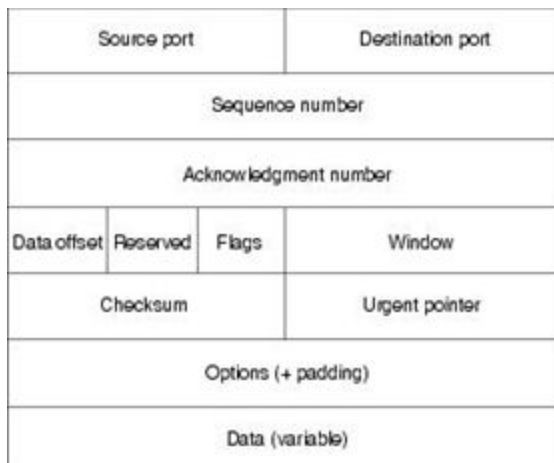 Source port
Destination port
Sequence number
Acknowledgment number
Data offset
Reserved
Flags
Window
Checksum
Urgent pointer
Options (+ padding)
Data (variable)